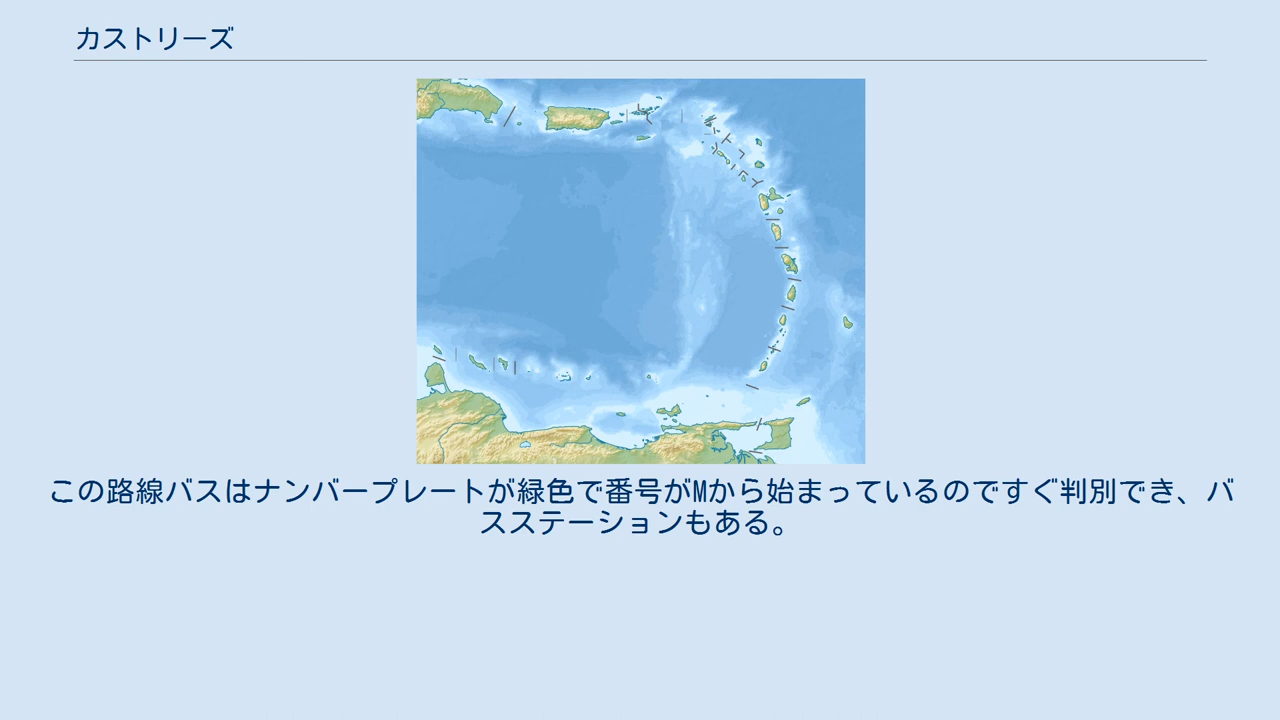 カストリーズ
この路線バスはナンバープレートが緑色で番号がMから始まっているのですぐ判別でき、バ
スステーションもある。